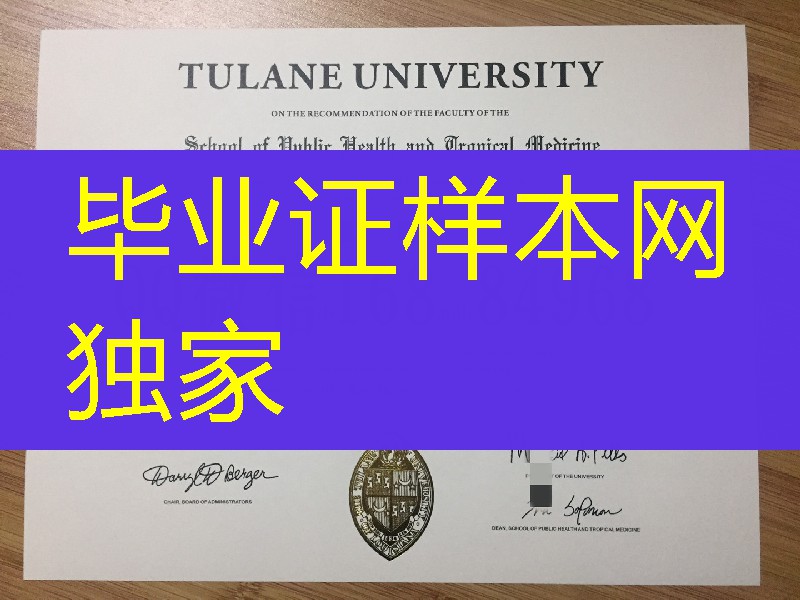 TULANE UNIVERSITY
ON THE RECOMMENDATION OF THE FACULTY OF THE
School of Public Health and Tropical Medicine
毕业证样本网
独家
Darryl D Berger
CHAIR, BOARD OF ADMINISTRATORS
OF THE UNIVERSITY
DEAN, SCHOOL OF PUBLIC HEALTH AND TROPICAL MEDICINE